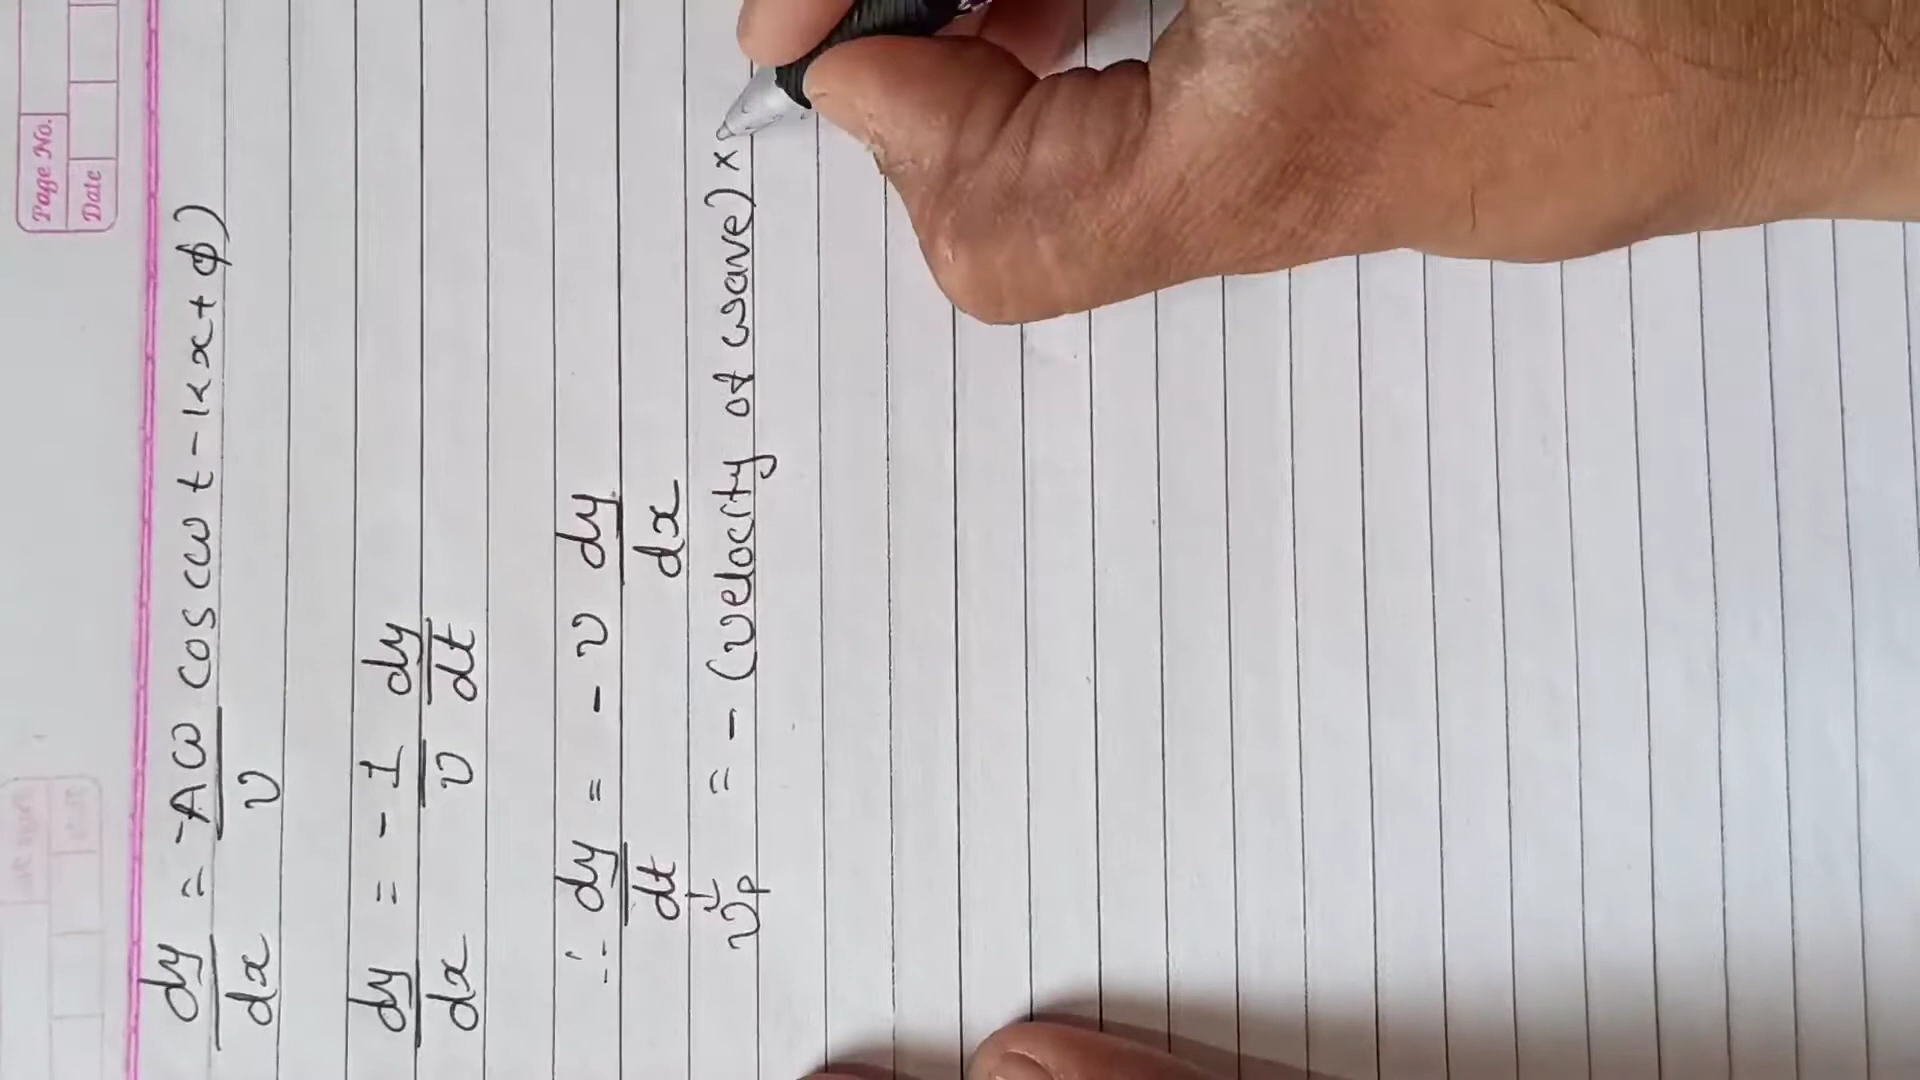 Page No.
Date
dy/dx = -Aω/v cos(ωt - kx + φ)
dy/dx = - 1/v dy/dt
∴ dy/dt = - v dy/dx
↓
vp = - (velocity of wave) ×